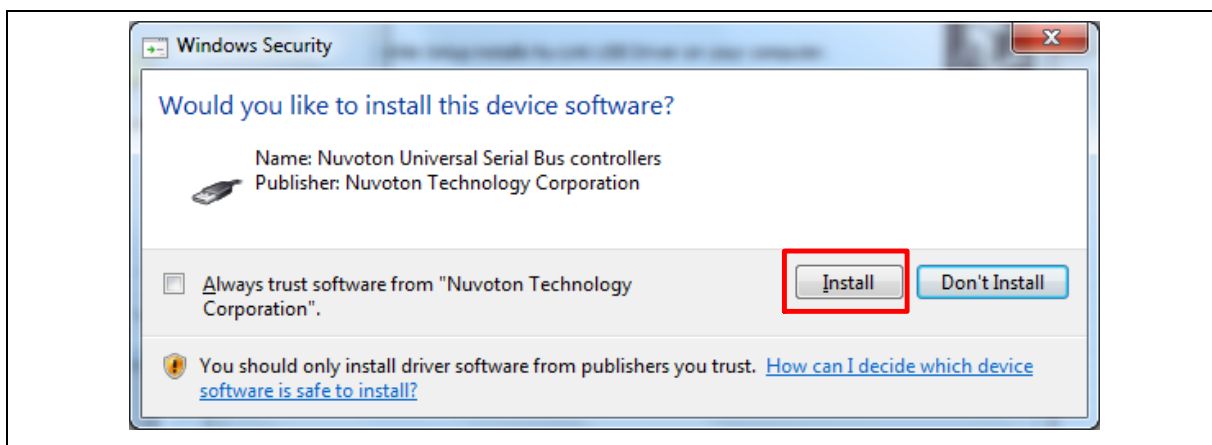 Windows Security
Would you like to install this device software?
Name: Nuvoton Universal Serial Bus controllers
Publisher: Nuvoton Technology Corporation
Always trust software from "Nuvoton Technology
Corporation".
Install
Don't Install
You should only install driver software from publishers you trust. How can I decide which device
software is safe to install?